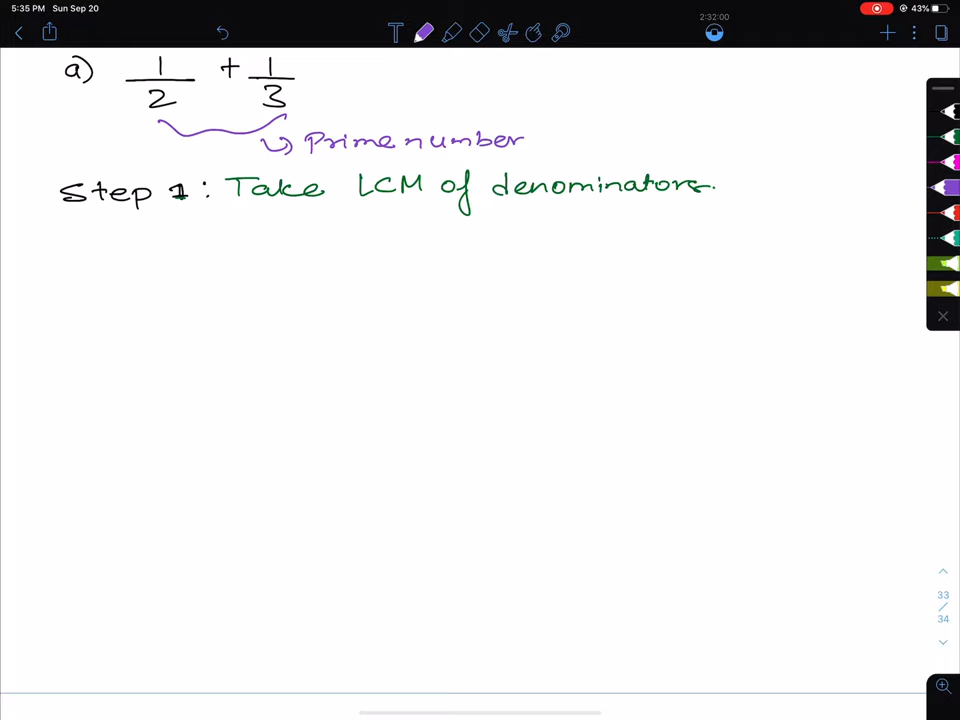 5:35 PM Sun Sep 20
43%
2:32:00
T
a) 1/2 + 1/3
Prime number
Step 1: Take LCM of denominators.
33
/
34